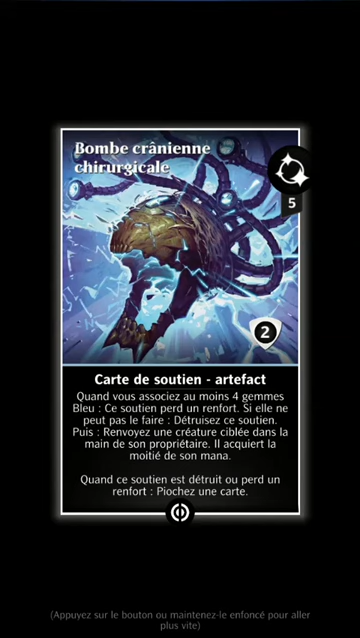 Bombe crânienne
chirurgicale
5
2
Carte de soutien - artefact
Quand vous associez au moins 4 gemmes
Bleu : Ce soutien perd un renfort. Si elle ne
peut pas le faire : Détruisez ce soutien.
Puis : Renvoyez une créature ciblée dans la
main de son propriétaire. Il acquiert la
moitié de son mana.
Quand ce soutien est détruit ou perd un
renfort : Piochez une carte.
(Appuyez sur le bouton ou maintenez-le enfoncé pour aller
plus vite)